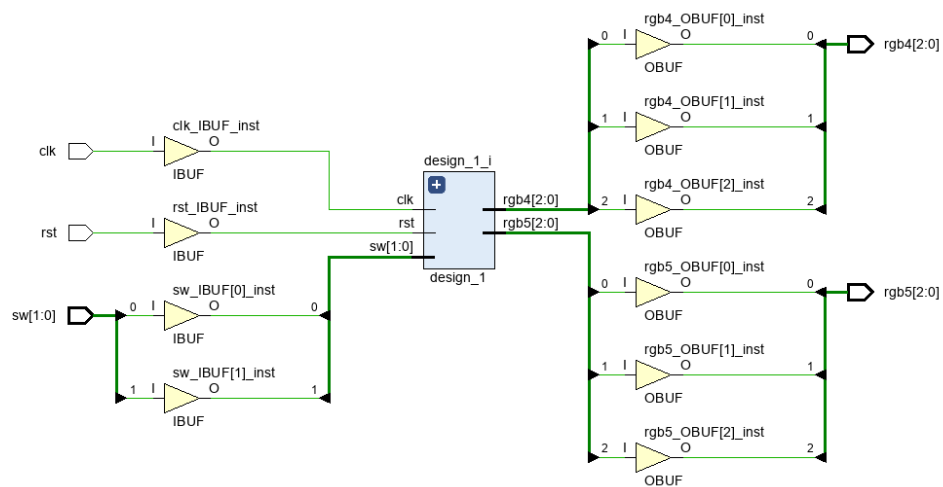 clk
I
clk_IBUF_inst
O
IBUF
rst
I
rst_IBUF_inst
O
IBUF
sw[1:0]
0
I
sw_IBUF[0]_inst
O
0
IBUF
1
I
sw_IBUF[1]_inst
O
1
IBUF
design_1_i
clk
rst
sw[1:0]
rgb4[2:0]
rgb5[2:0]
design_1
rgb4_OBUF[0]_inst
0
I
O
0
OBUF
rgb4[2:0]
rgb4_OBUF[1]_inst
1
I
O
1
OBUF
rgb4_OBUF[2]_inst
2
I
O
2
OBUF
rgb5_OBUF[0]_inst
0
I
O
0
OBUF
rgb5[2:0]
rgb5_OBUF[1]_inst
1
I
O
1
OBUF
rgb5_OBUF[2]_inst
2
I
O
2
OBUF